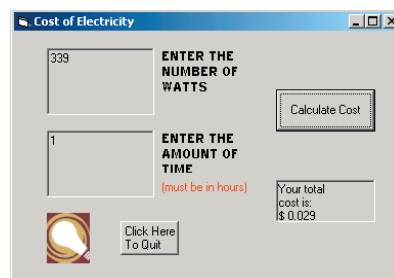 Cost of Electricity
339
ENTER THE
NUMBER OF
WATTS
Calculate Cost
1
ENTER THE
AMOUNT OF
TIME
(must be in hours)
Your total
cost is:
$ 0.029
Click Here
To Quit